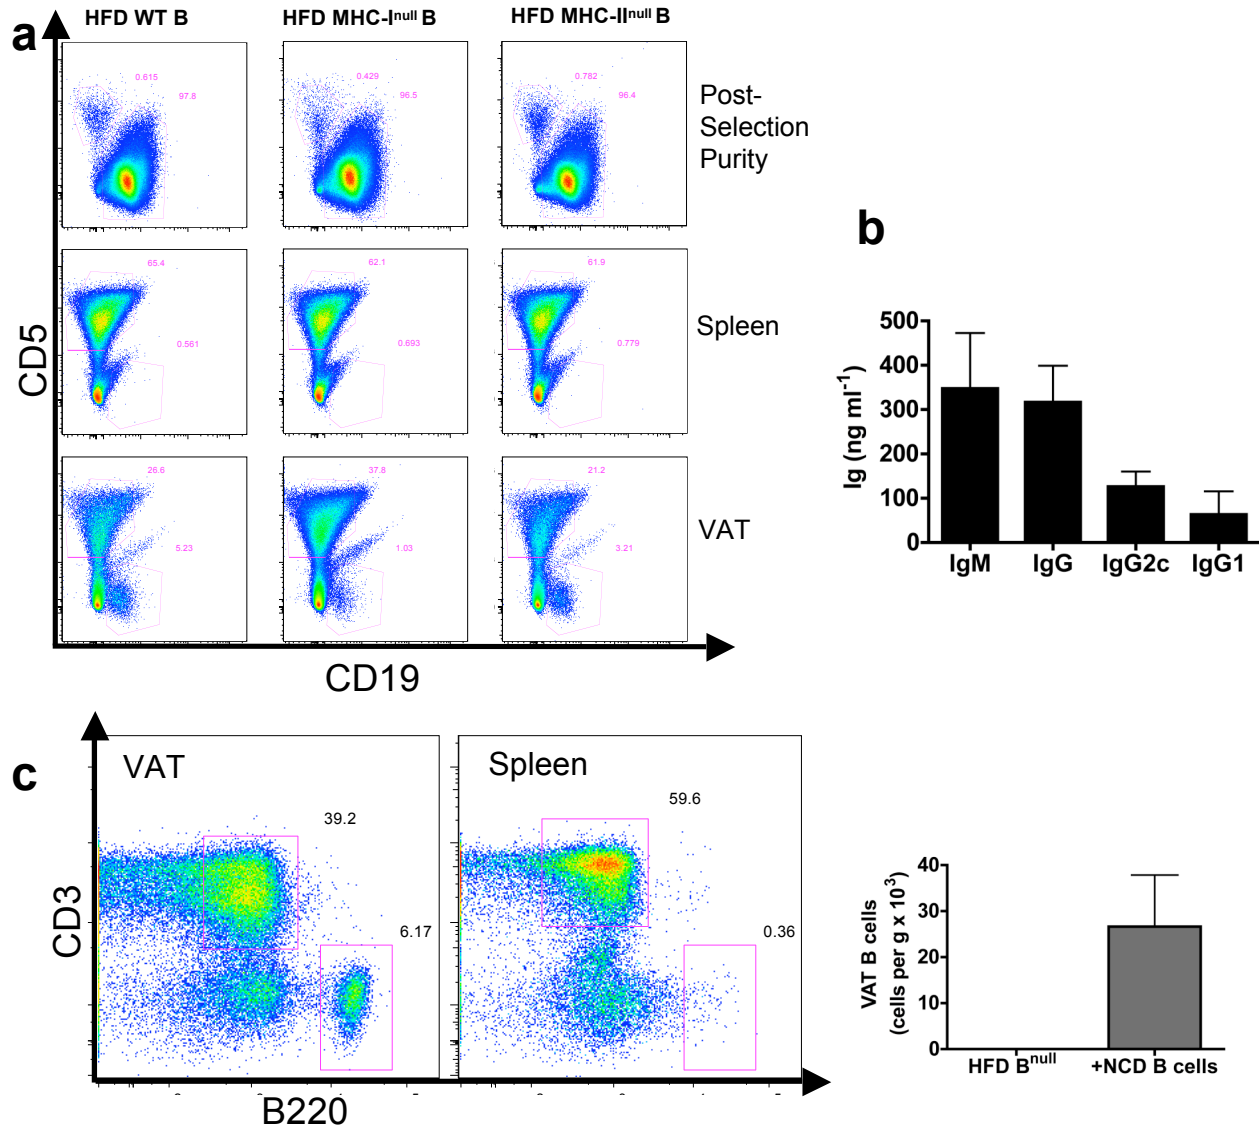 a
HFD WT B
HFD MHC-Inull B
HFD MHC-IInull B
0.615
97.8
0.429
96.5
0.782
96.4
Post-
Selection
Purity
65.4
0.561
62.1
0.693
61.9
0.779
Spleen
26.6
5.23
37.8
1.03
21.2
3.21
VAT
CD5
CD19
b
Ig (ng ml-1)
500
400
300
200
100
0
IgM
IgG
IgG2c
IgG1
c
VAT
39.2
6.17
Spleen
59.6
0.36
CD3
B220
VAT B cells
(cells per g x 103)
40
30
20
10
0
HFD Bnull
+NCD B cells